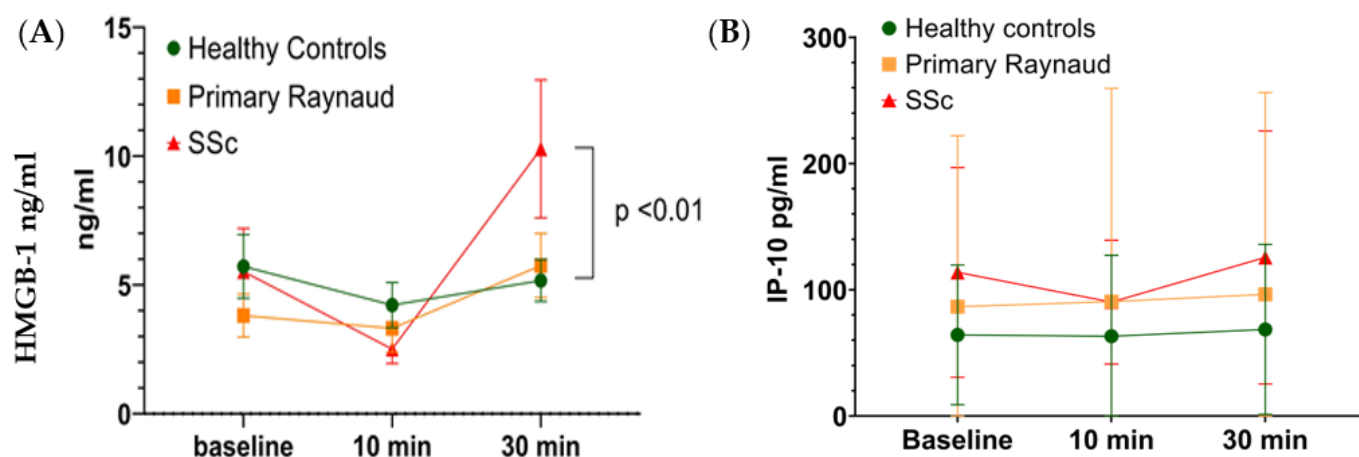 (A)
HMGB-1 ng/ml
ng/ml
15
10
5
0
Healthy Controls
Primary Raynaud
SSc
p <0.01
baseline 10 min 30 min
(B)
IP-10 pg/ml
300
200
100
0
Healthy controls
Primary Raynaud
SSc
Baseline 10 min 30 min